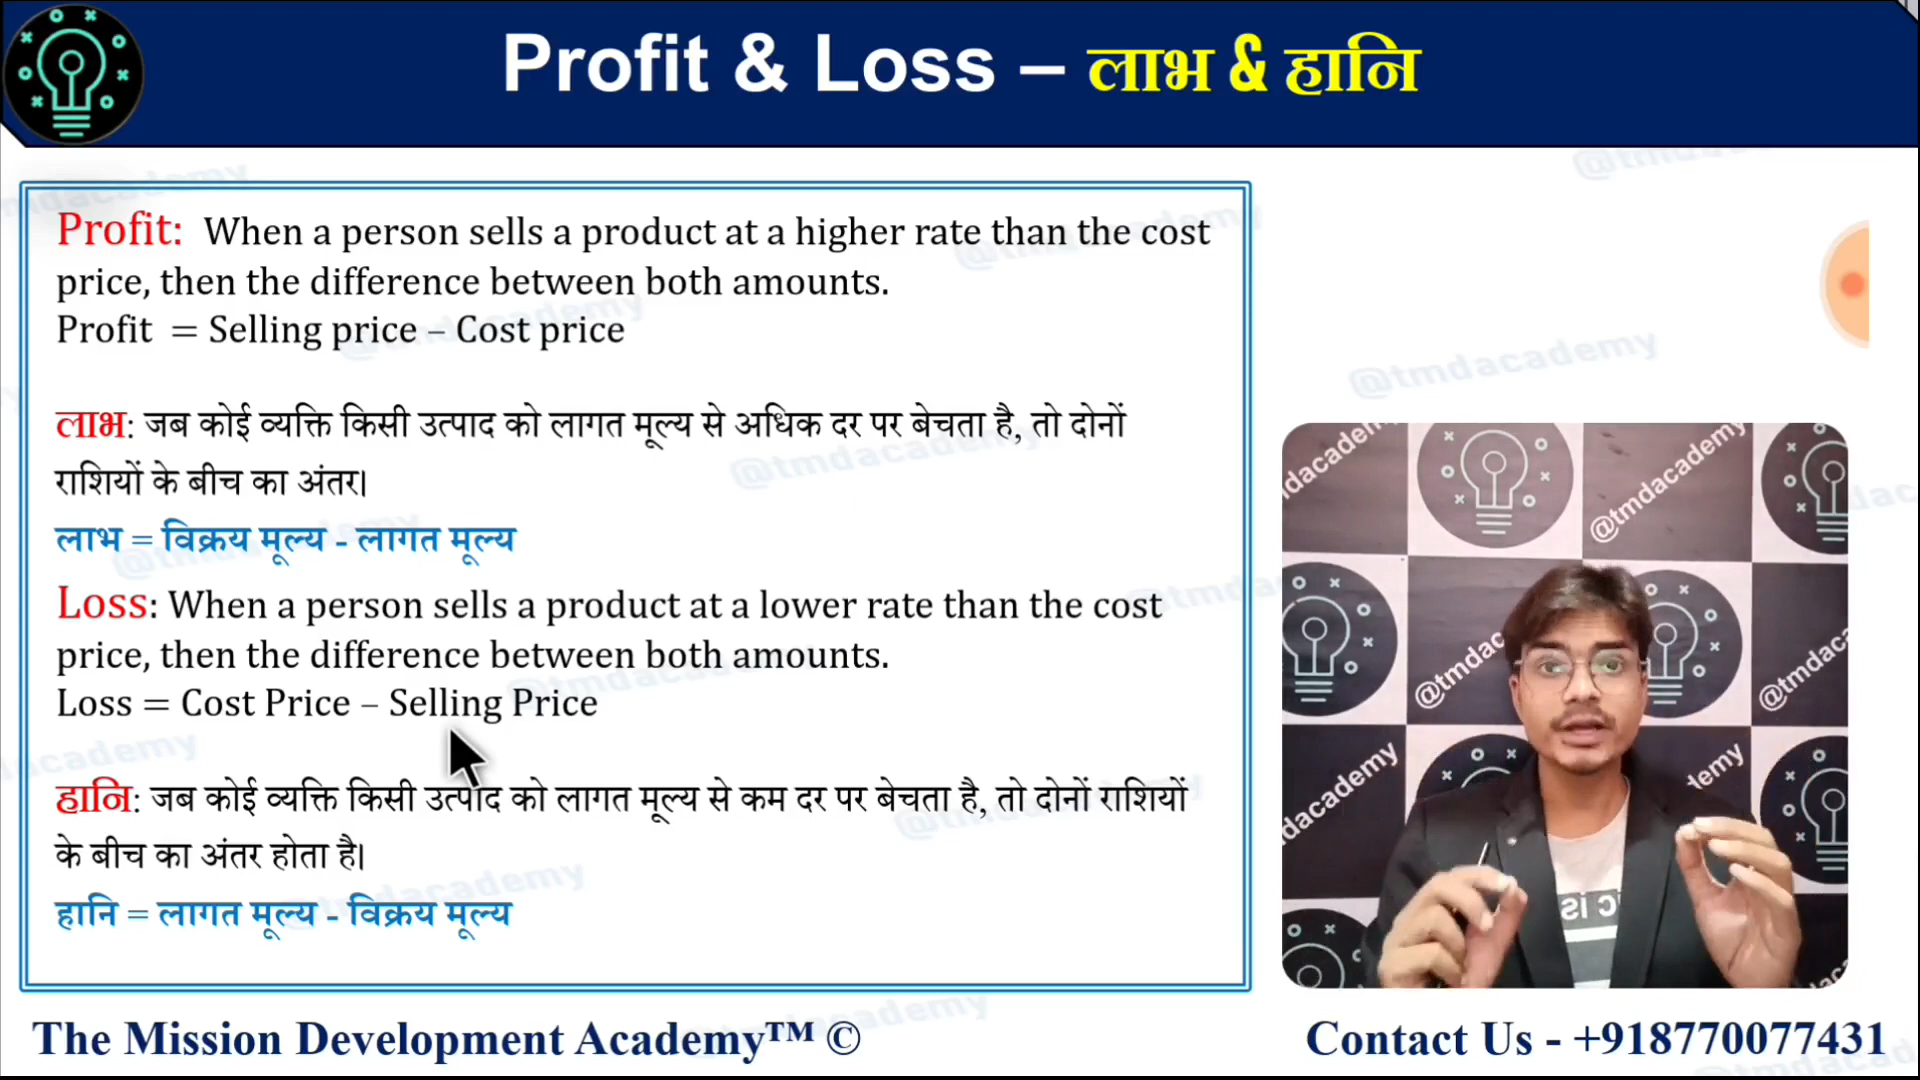 Profit & Loss – लाभ & हानि
Profit: When a person sells a product at a higher rate than the cost
price, then the difference between both amounts.
Profit = Selling price – Cost price
लाभ: जब कोई व्यक्ति किसी उत्पाद को लागत मूल्य से अधिक दर पर बेचता है, तो दोनों
राशियों के बीच का अंतर।
लाभ = विक्रय मूल्य - लागत मूल्य
Loss: When a person sells a product at a lower rate than the cost
price, then the difference between both amounts.
Loss = Cost Price – Selling Price
हानि: जब कोई व्यक्ति किसी उत्पाद को लागत मूल्य से कम दर पर बेचता है, तो दोनों राशियों
के बीच का अंतर होता है।
हानि = लागत मूल्य - विक्रय मूल्य
@tmdacademy
@tmdacademy
The Mission Development Academy™ ©
Contact Us - +918770077431